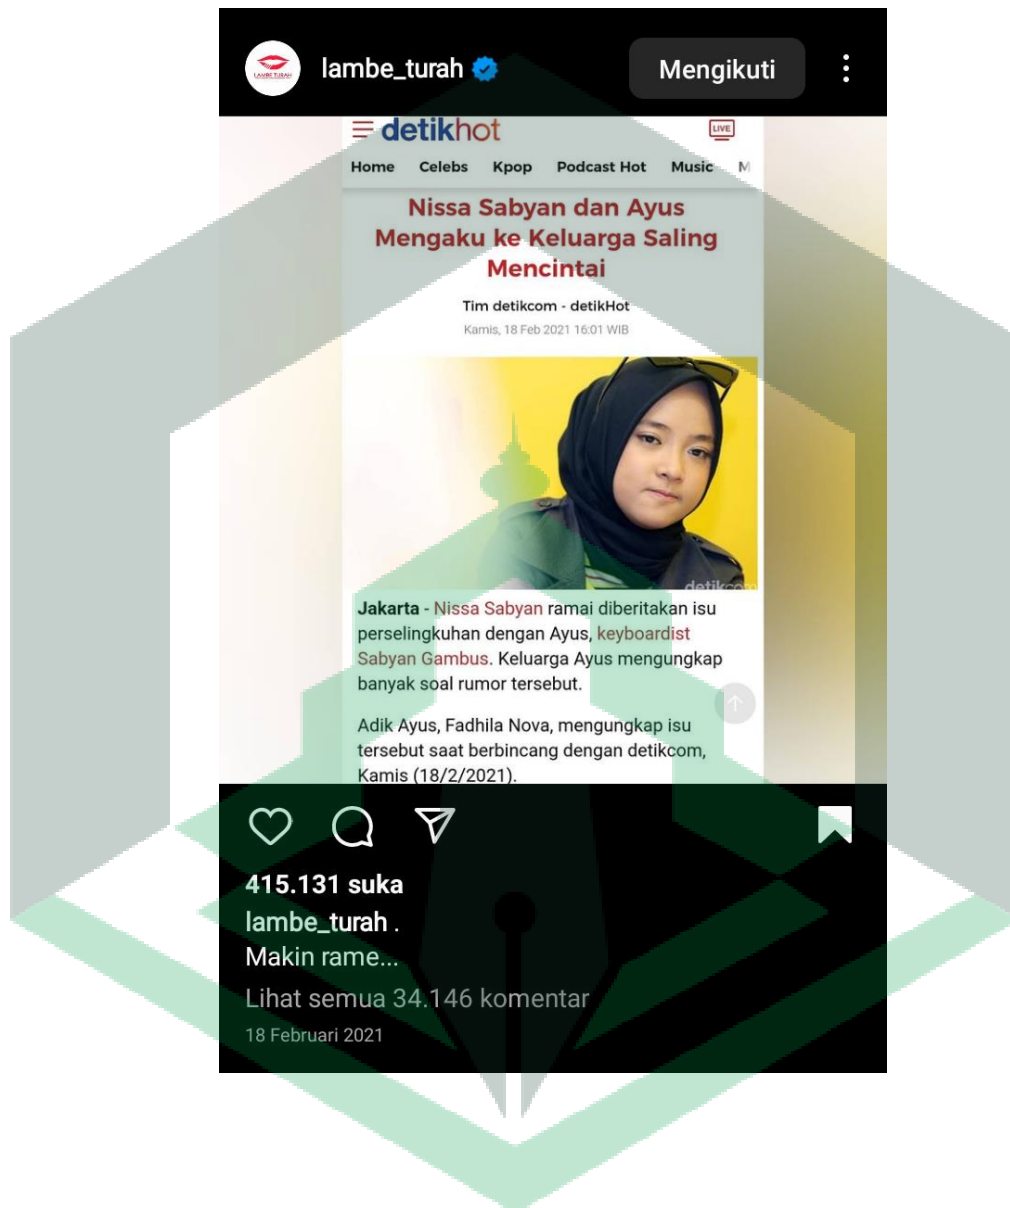 LAMBE TURAH
lambe_turah
Mengikuti
detikhot
LIVE
Home Celebs Kpop Podcast Hot Music M
Nissa Sabyan dan Ayus
Mengaku ke Keluarga Saling
Mencintai
Tim detikcom - detikHot
Kamis, 18 Feb 2021 16:01 WIB
detikcom
Jakarta - Nissa Sabyan ramai diberitakan isu
perselingkuhan dengan Ayus, keyboardist
Sabyan Gambus. Keluarga Ayus mengungkap
banyak soal rumor tersebut.
Adik Ayus, Fadhila Nova, mengungkap isu
tersebut saat berbincang dengan detikcom,
Kamis (18/2/2021).
415.131 suka
lambe_turah .
Makin rame...
Lihat semua 34.146 komentar
18 Februari 2021